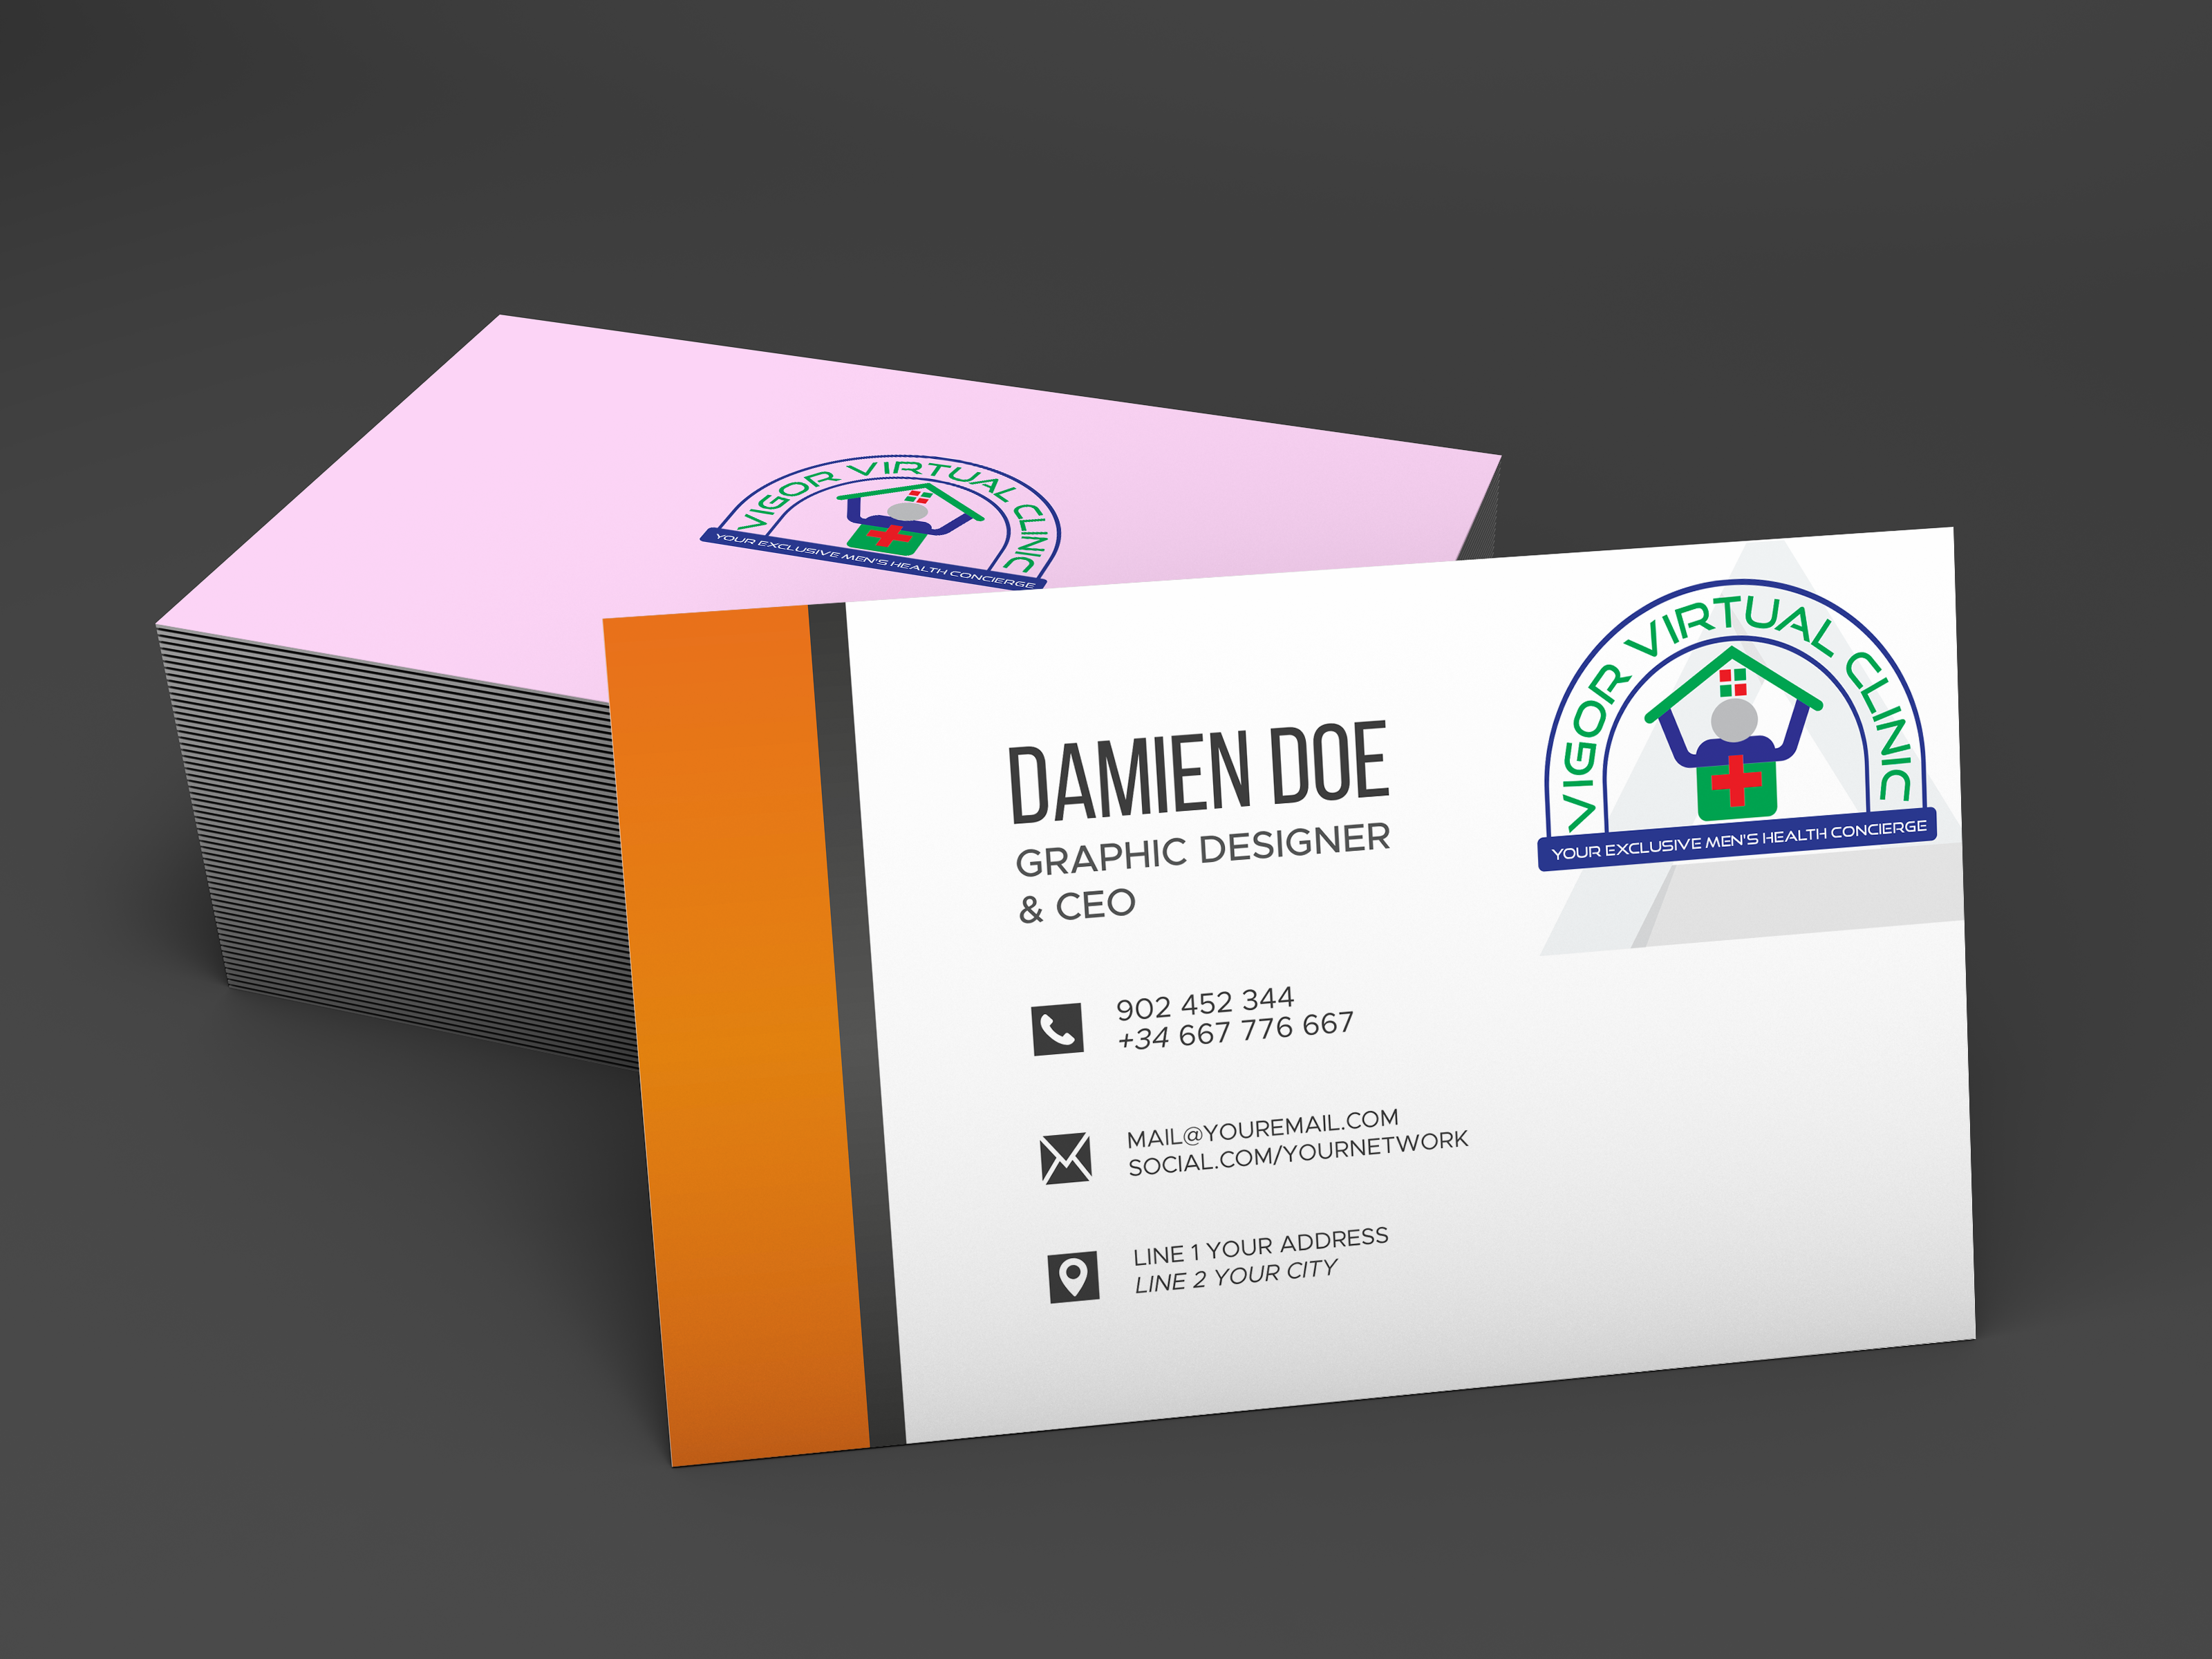 VIGOR VIRTUAL CLINIC
YOUR EXCLUSIVE MEN'S HEALTH CONCIERGE
VIGOR VIRTUAL CLINIC
YOUR EXCLUSIVE MEN'S HEALTH CONCIERGE
DAMIEN DOE
GRAPHIC DESIGNER
& CEO
902 452 344
+34 667 776 667
MAIL@YOUREMAIL.COM
SOCIAL.COM/YOURNETWORK
LINE 1 YOUR ADDRESS
LINE 2 YOUR CITY